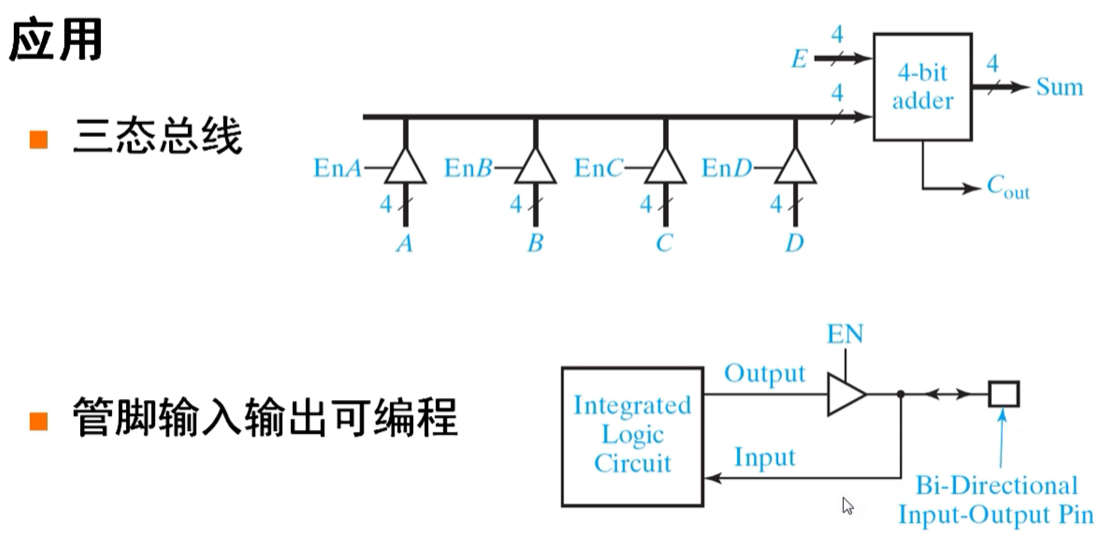 应用
三态总线
E
4
4
4-bit
adder
4
Sum
C_out
EnA
EnB
EnC
EnD
4
4
4
4
A
B
C
D
管脚输入输出可编程
EN
Output
Integrated
Logic
Circuit
Input
Bi-Directional
Input-Output Pin